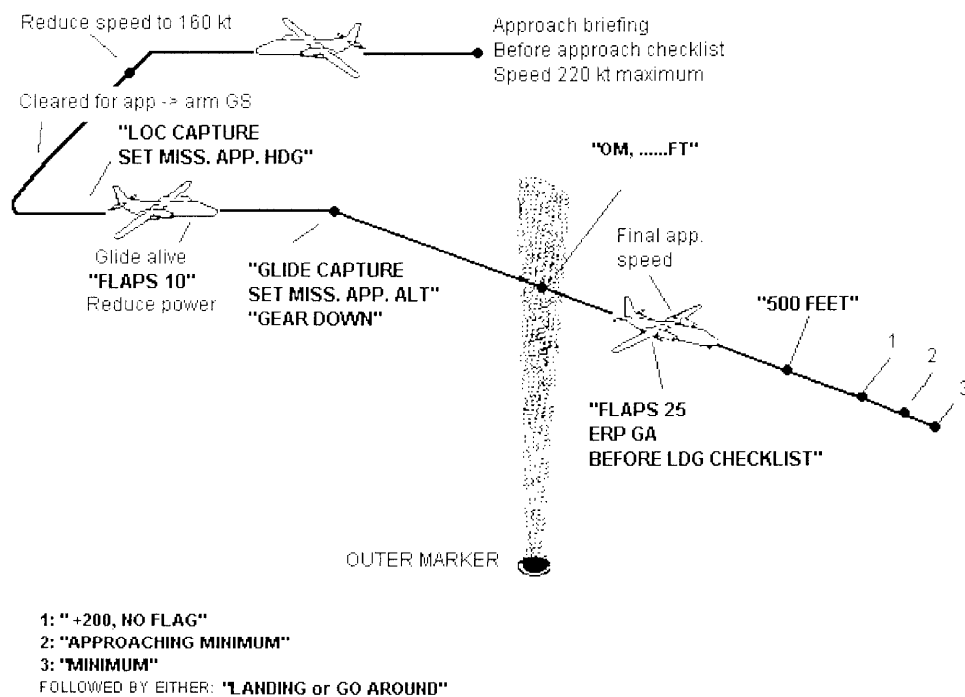 Reduce speed to 160 kt
Approach briefing
Before approach checklist
Speed 220 kt maximum
Cleared for app -> arm GS
"LOC CAPTURE
SET MISS. APP. HDG"
"OM, ......FT"
Glide alive
"FLAPS 10"
Reduce power
"GLIDE CAPTURE
SET MISS. APP. ALT"
"GEAR DOWN"
Final app.
speed
"500 FEET"
1
2
3
"FLAPS 25
ERP GA
BEFORE LDG CHECKLIST"
OUTER MARKER
1: " +200, NO FLAG"
2: "APPROACHING MINIMUM"
3: "MINIMUM"
FOLLOWED BY EITHER: "LANDING or GO AROUND"